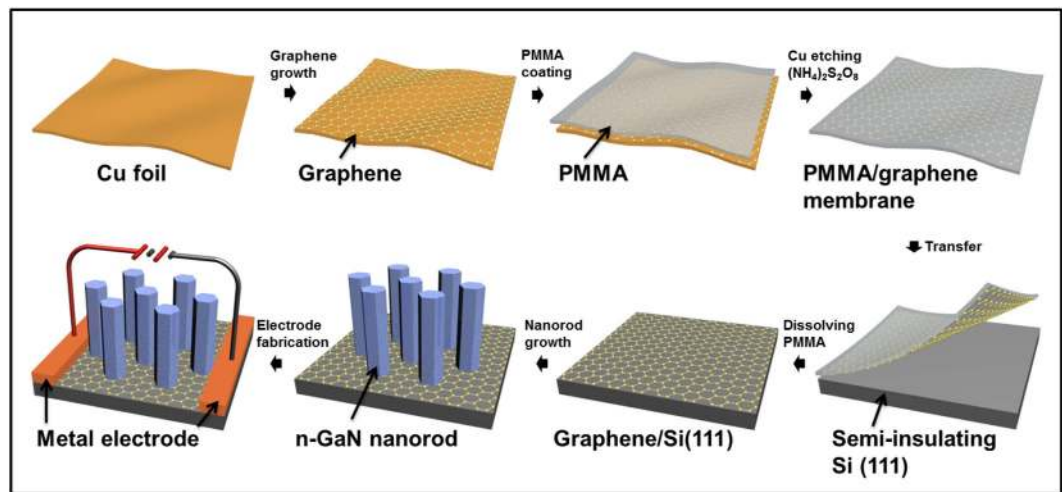 Graphene
growth
PMMA
coating
Cu etching
(NH₄)₂S₂O₈
Cu foil
Graphene
PMMA
PMMA/graphene
membrane
Transfer
Electrode
fabrication
Nanorod
growth
Dissolving
PMMA
Metal electrode
n-GaN nanorod
Graphene/Si(111)
Semi-insulating
Si (111)